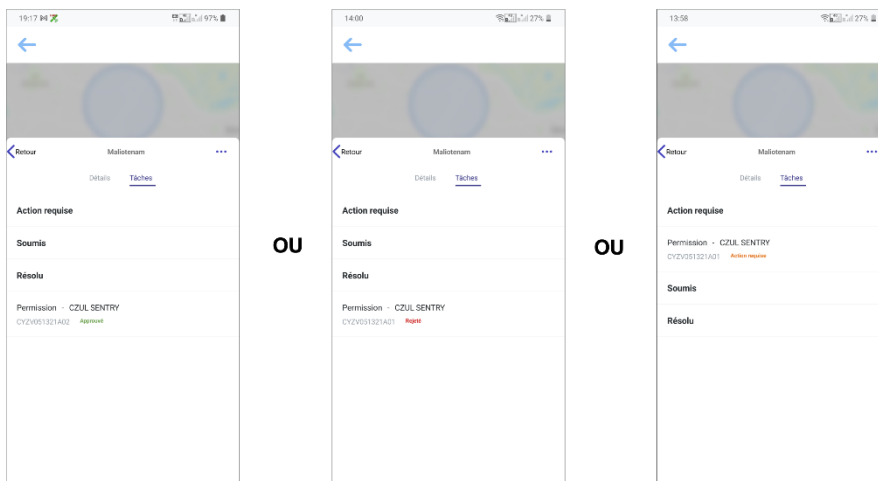 19:17 97%
Retour Maliotenam
Détails Tâches
Action requise
Soumis
Résolu
Permission - CZUL SENTRY
CYZV051321A02 Approuvé
OU
14:00 27%
Retour Maliotenam
Détails Tâches
Action requise
Soumis
Résolu
Permission - CZUL SENTRY
CYZV051321A01 Rejeté
OU
13:58 27%
Retour Maliotenam
Détails Tâches
Action requise
Permission - CZUL SENTRY
CYZV051321A01 Action requise
Soumis
Résolu